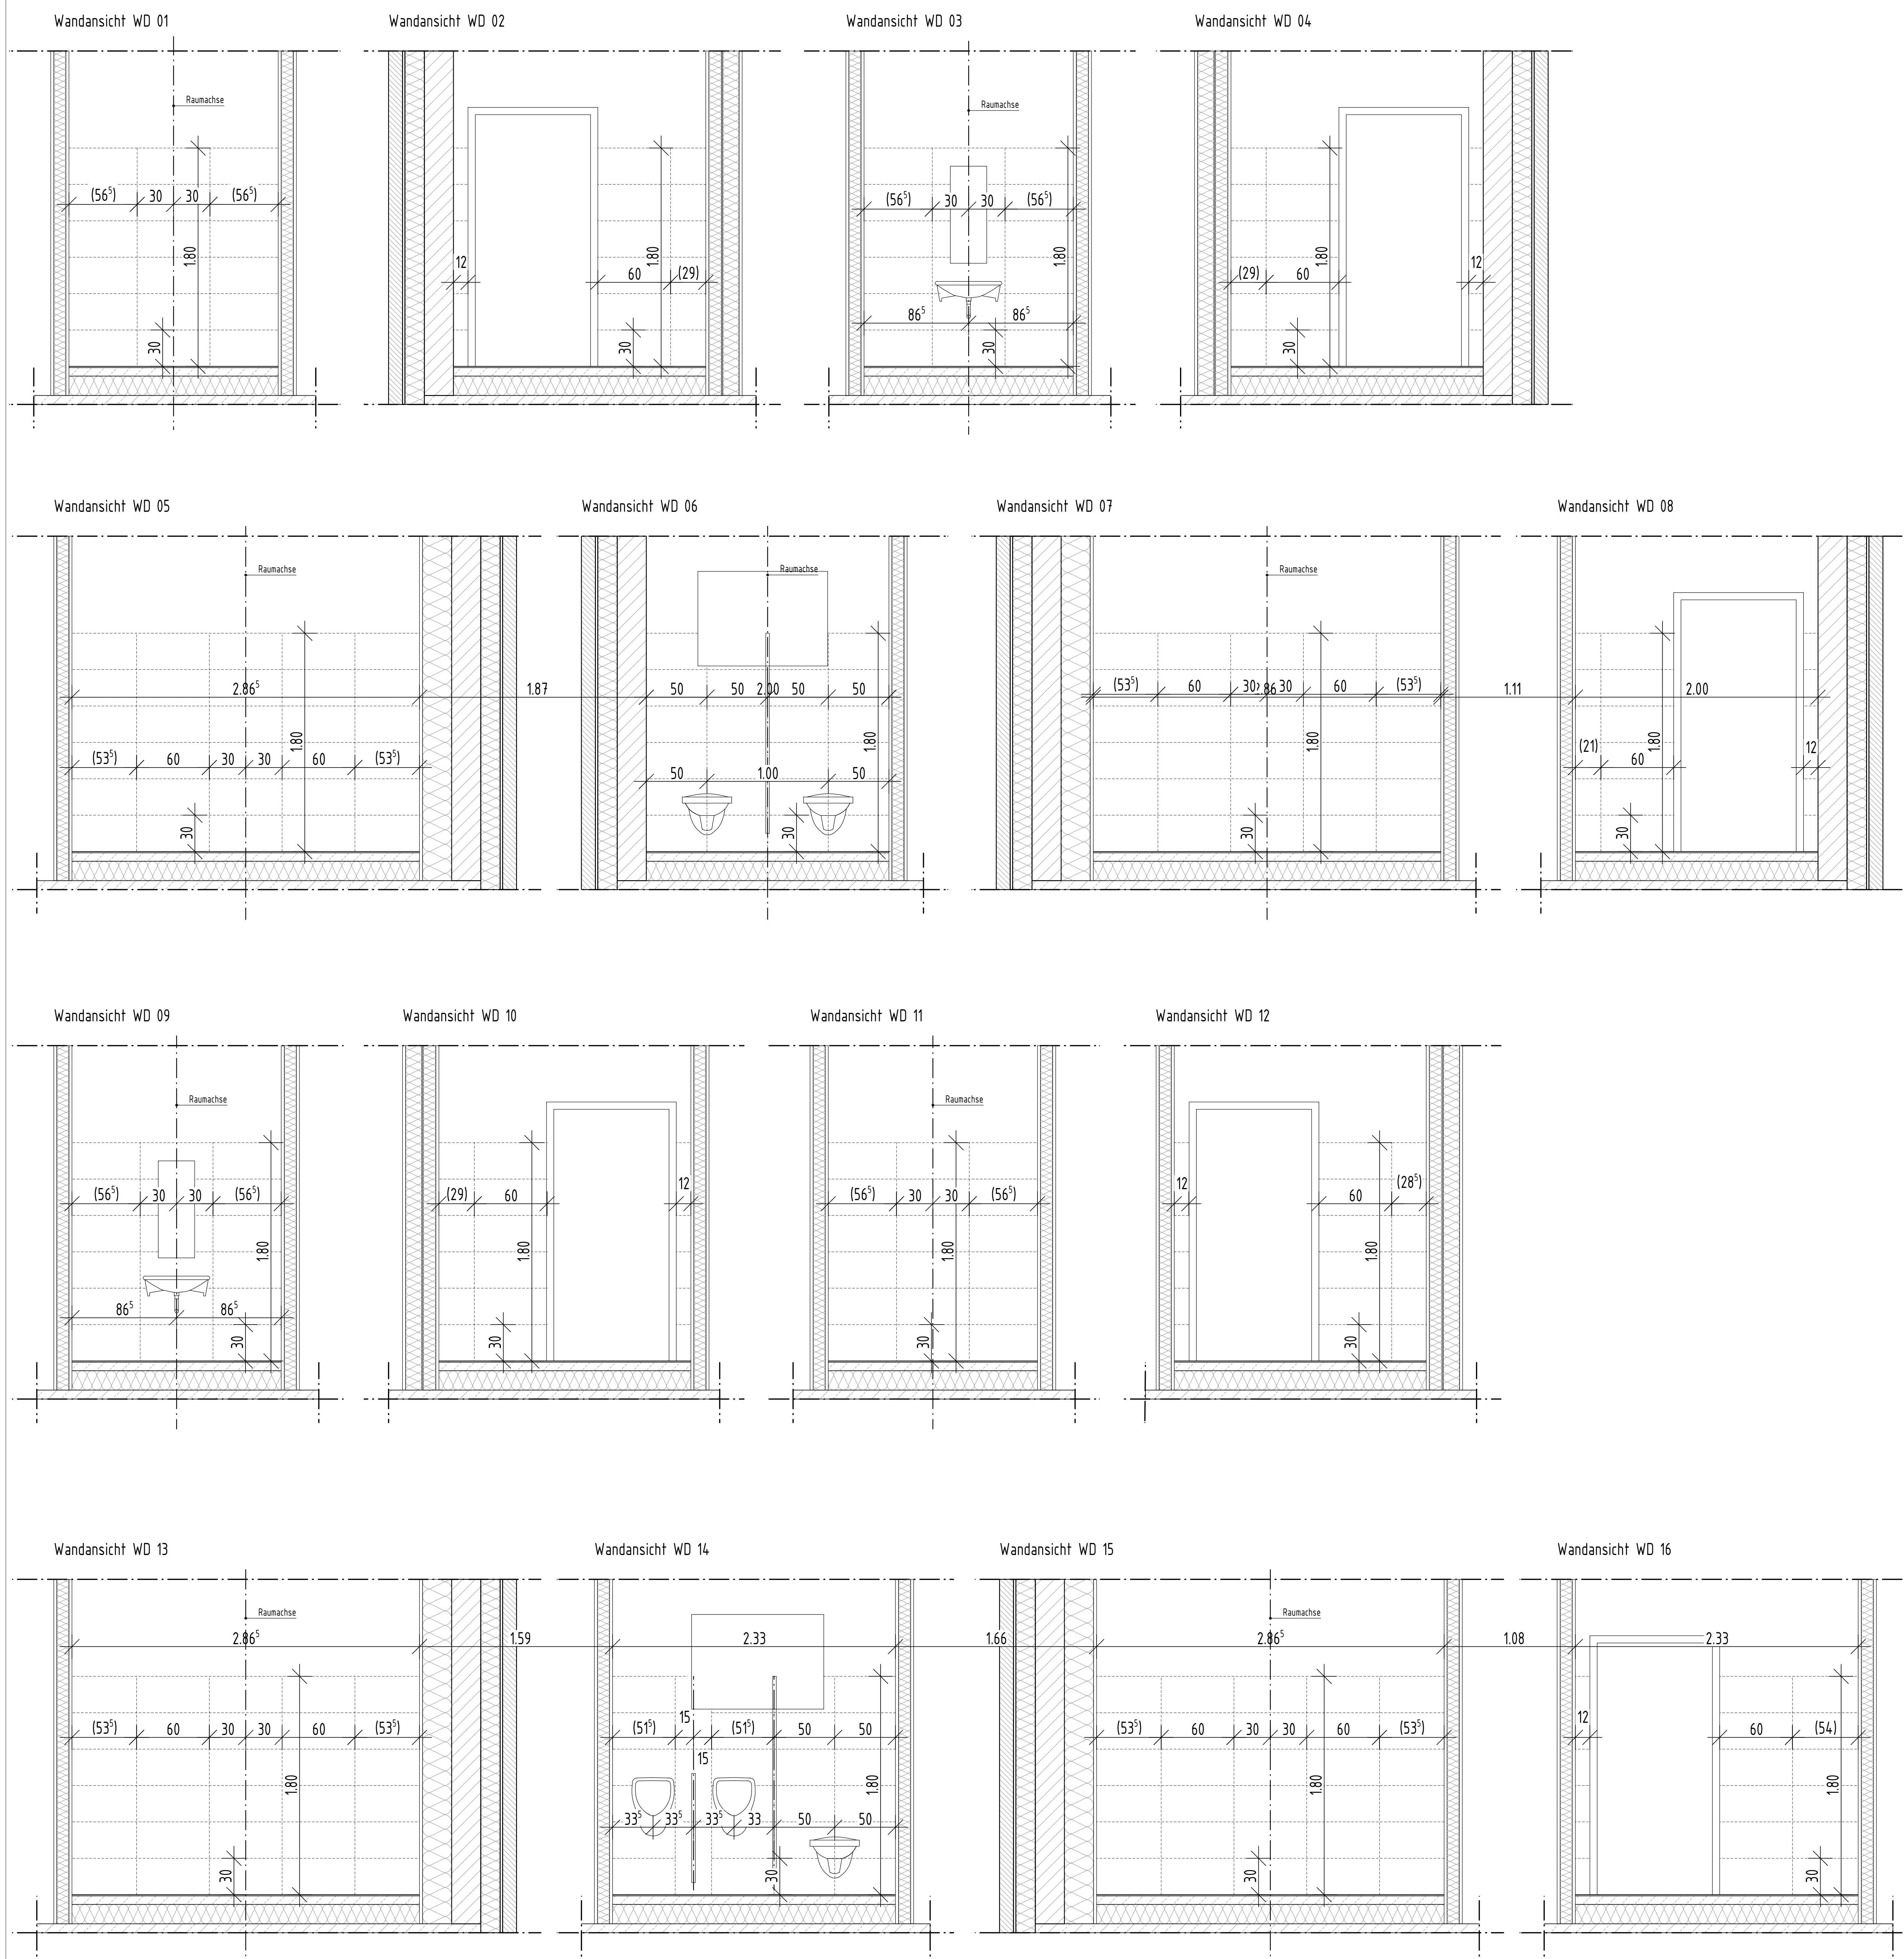 Wandansicht WD 01
Raumachse
(56⁵) 30 30 (56⁵)
1.80
30
Wandansicht WD 02
12
1.80
60 (29)
30
Wandansicht WD 03
Raumachse
(56⁵) 30 30 (56⁵)
1.80
86⁵ 86⁵
30
Wandansicht WD 04
1.80
(29) 60
12
30
Wandansicht WD 05
Raumachse
2.86⁵
1.87
1.80
(53⁵) 60 30 30 60 (53⁵)
30
Wandansicht WD 06
Raumachse
50 50 2.00 50 50
1.80
50 1.00 50
30
Wandansicht WD 07
Raumachse
(53⁵) 60 30 2.86 30 60 (53⁵)
1.11
1.80
30
Wandansicht WD 08
2.00
(21) 60
1.80
12
30
Wandansicht WD 09
Raumachse
(56⁵) 30 30 (56⁵)
1.80
86⁵ 86⁵
30
Wandansicht WD 10
(29) 60
12
1.80
30
Wandansicht WD 11
Raumachse
(56⁵) 30 30 (56⁵)
1.80
30
Wandansicht WD 12
12
60 (28⁵)
1.80
30
Wandansicht WD 13
Raumachse
2.86⁵
1.59
(53⁵) 60 30 30 60 (53⁵)
1.80
30
Wandansicht WD 14
2.33
1.66
(51⁵) 15 (51⁵) 50 50
15
1.80
33⁵ 33⁵ 33⁵ 33 50 50
30
Wandansicht WD 15
Raumachse
2.86⁵
1.08
(53⁵) 60 30 30 60 (53⁵)
1.80
30
Wandansicht WD 16
2.33
12
60 (54)
1.80
30